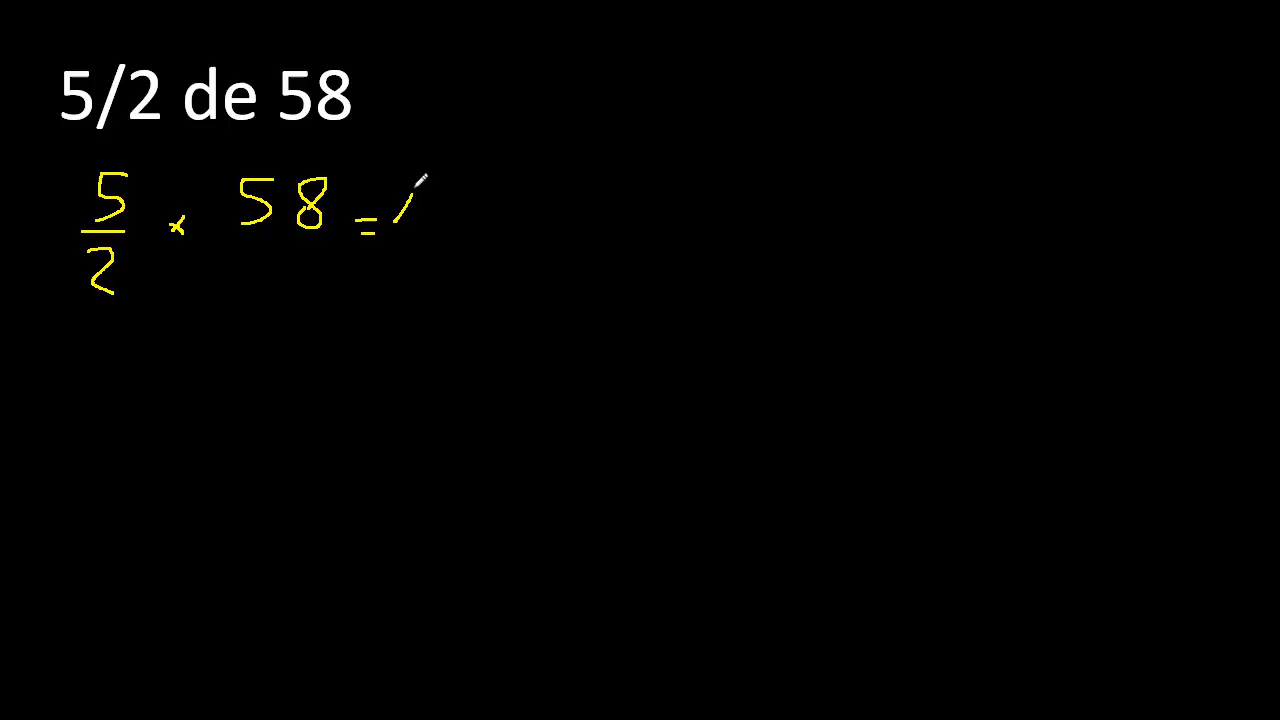 5/2 de 58
5/2 × 58 =